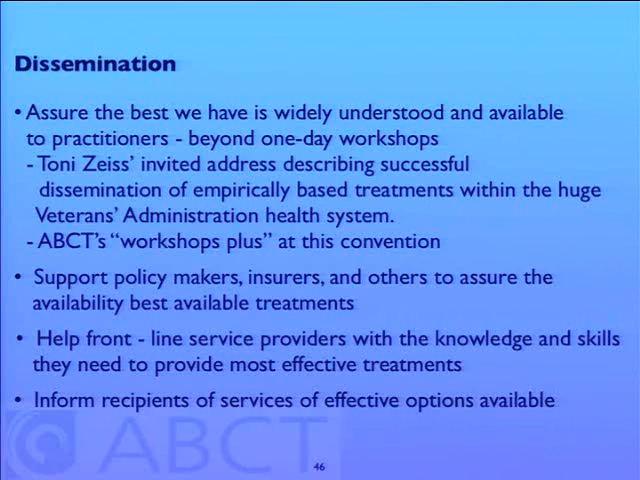 Dissemination
• Assure the best we have is widely understood and available
to practitioners - beyond one-day workshops
- Toni Zeiss' invited address describing successful
dissemination of empirically based treatments within the huge
Veterans' Administration health system.
- ABCT's "workshops plus" at this convention
• Support policy makers, insurers, and others to assure the
availability best available treatments
• Help front - line service providers with the knowledge and skills
they need to provide most effective treatments
• Inform recipients of services of effective options available
ABCT
46